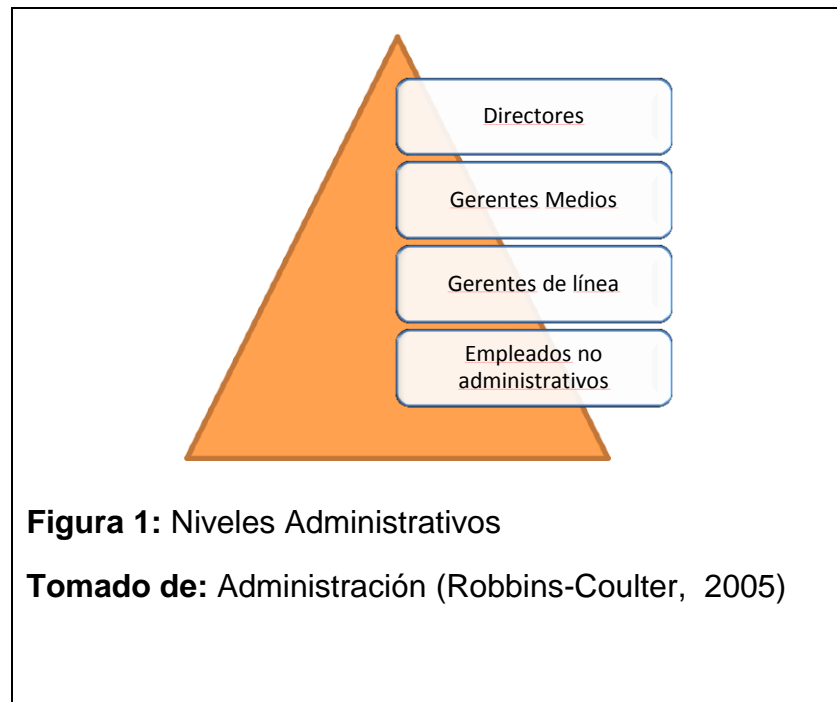 Directores
Gerentes Medios
Gerentes de línea
Empleados no
administrativos
Figura 1: Niveles Administrativos
Tomado de: Administración (Robbins-Coulter, 2005)